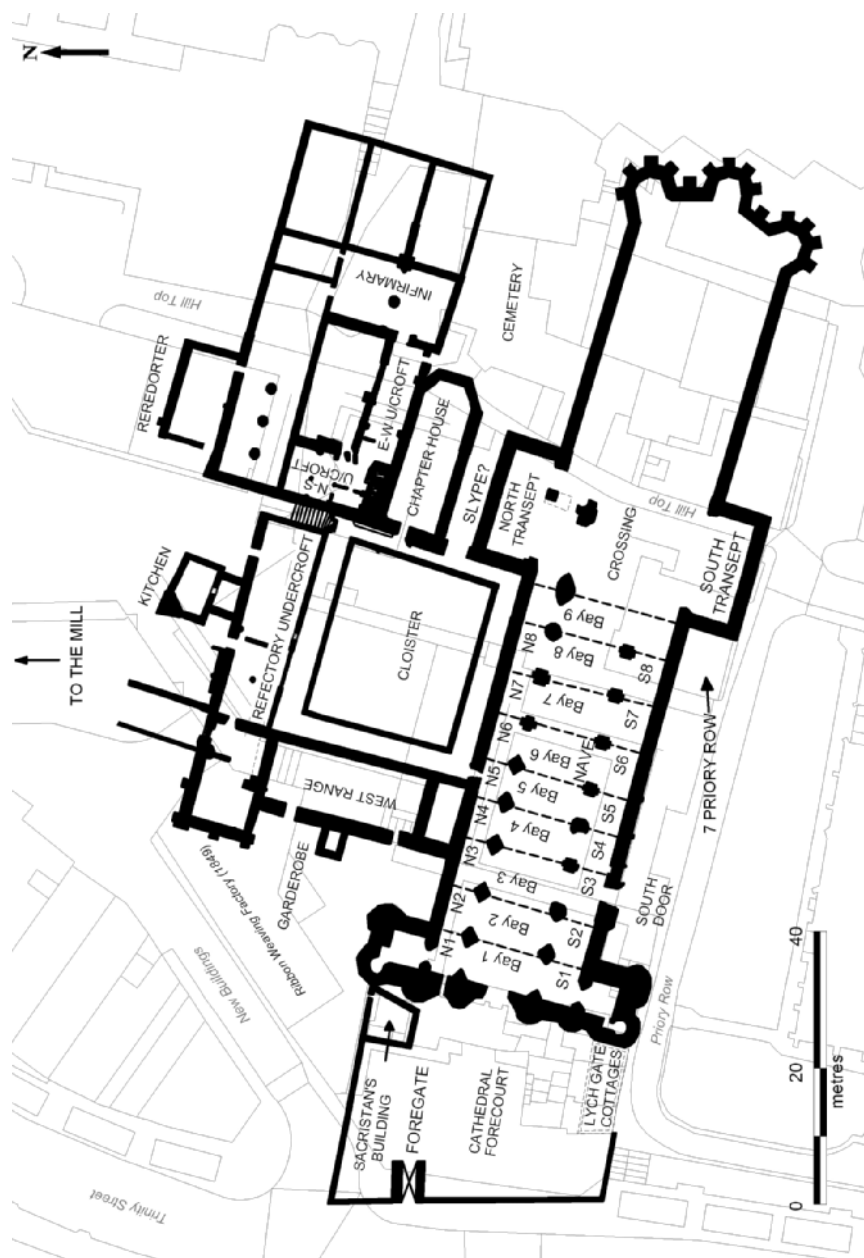 N
TO THE MILL
KITCHEN
REREDORTER
Hill Top
REFECTORY UNDERCROFT
N-S
U/CROFT
E-W U/CROFT
INFIRMARY
CEMETERY
CHAPTER HOUSE
SLYPE?
CLOISTER
WEST RANGE
GARDEROBE
Ribbon Weaving Factory (1849)
New Buildings
Trinity Street
SACRISTAN'S
BUILDING
FOREGATE
CATHEDRAL
FORECOURT
LYCH GATE
COTTAGES
Priory Row
SOUTH
DOOR
7 PRIORY ROW
NORTH
TRANSEPT
CROSSING
Hill Top
SOUTH
TRANSEPT
NAVE
N1
N2
N3
N4
N5
N6
N7
N8
Bay 1
Bay 2
Bay 3
Bay 4
Bay 5
Bay 6
Bay 7
Bay 8
Bay 9
S1
S2
S3
S4
S5
S6
S7
S8
0
20
40
metres